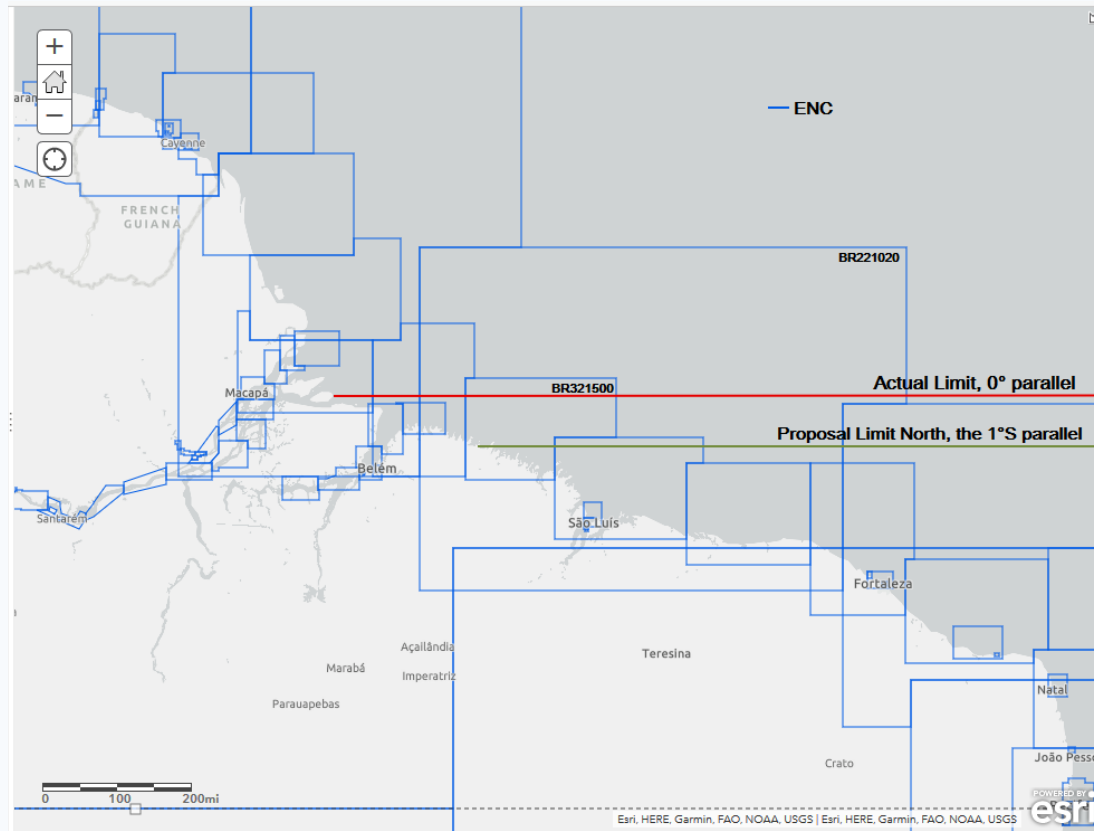 +
−
aram
Cayenne
ENC
AME
FRENCH
GUIANA
BR221020
Macapá
BR321500
Actual Limit, 0° parallel
Proposal Limit North, the 1°S parallel
Belém
Santarém
São Luís
Fortaleza
Açailândia
Teresina
Marabá
Imperatriz
Natal
Parauapebas
João Pesso
Crato
0 100 200mi
POWERED BY
esri
Esri, HERE, Garmin, FAO, NOAA, USGS | Esri, HERE, Garmin, FAO, NOAA, USGS